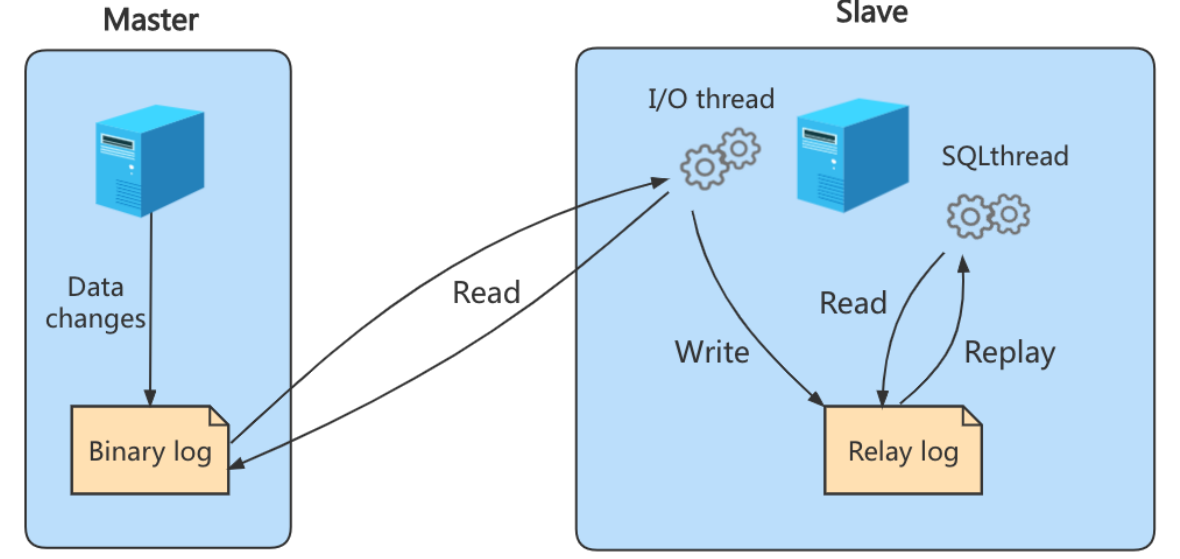 Master
Slave
I/O thread
SQLthread
Data
changes
Read
Read
Write
Replay
Binary log
Relay log